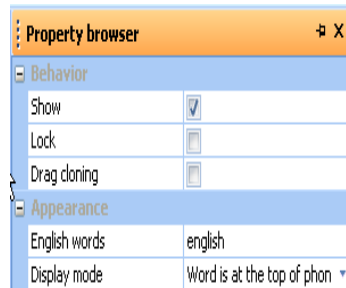 Property browser
Behavior
Show
Lock
Drag cloning
Appearance
English words english
Display mode Word is at the top of phon